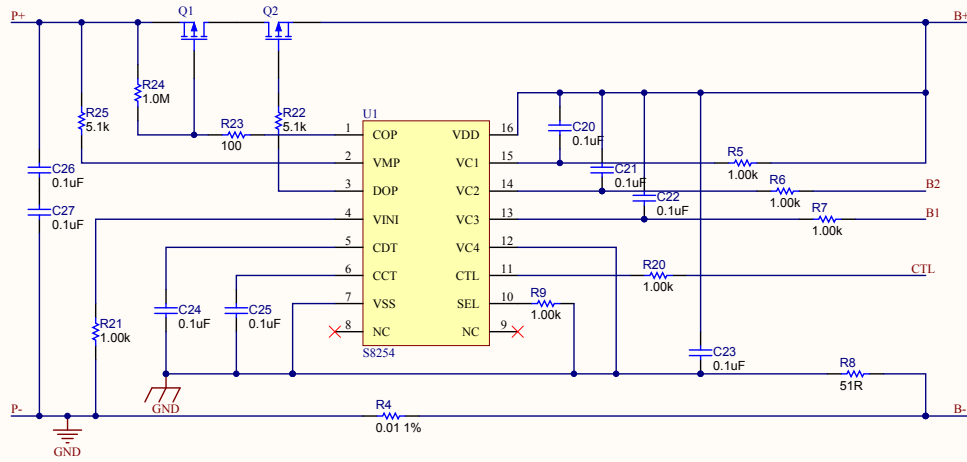 P+
Q1
Q2
B+
R24
1.0M
R25
5.1k
R23
100
R22
5.1k
U1
1 COP VDD 16
2 VMP VC1 15
3 DOP VC2 14
4 VINI VC3 13
5 CDT VC4 12
6 CCT CTL 11
7 VSS SEL 10
8 NC NC 9
S8254
C20
0.1uF
C21
0.1uF
C22
0.1uF
R5
1.00k
R6
1.00k
B2
R7
1.00k
B1
C26
0.1uF
C27
0.1uF
R20
1.00k
CTL
R9
1.00k
C24
0.1uF
C25
0.1uF
R21
1.00k
C23
0.1uF
R8
51R
GND
P-
R4
0.01 1%
B-
GND